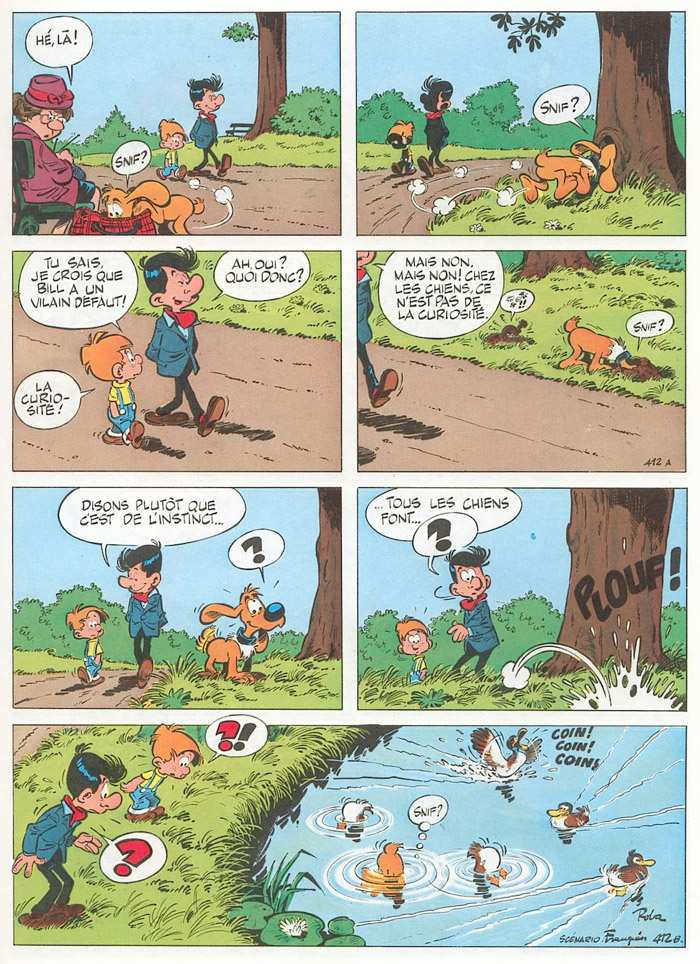 HÉ, LÀ!
SNIF?
SNIF?
TU SAIS,
JE CROIS QUE
BILL A UN
VILAIN DÉFAUT!
AH, OUI?
QUOI DONC?
LA
CURIO-
SITÉ!
MAIS NON,
MAIS NON! CHEZ
LES CHIENS, CE
N'EST PAS DE
LA CURIOSITÉ.
SNIF?
412 A
DISONS PLUTÔT QUE
C'EST DE L'INSTINCT...
?
...TOUS LES CHIENS
FONT...
?
PLOUF!
?!
?
COIN!
COIN!
COIN!
SNIF?
Roba
SCÉNARIO: Franquin 412 B.